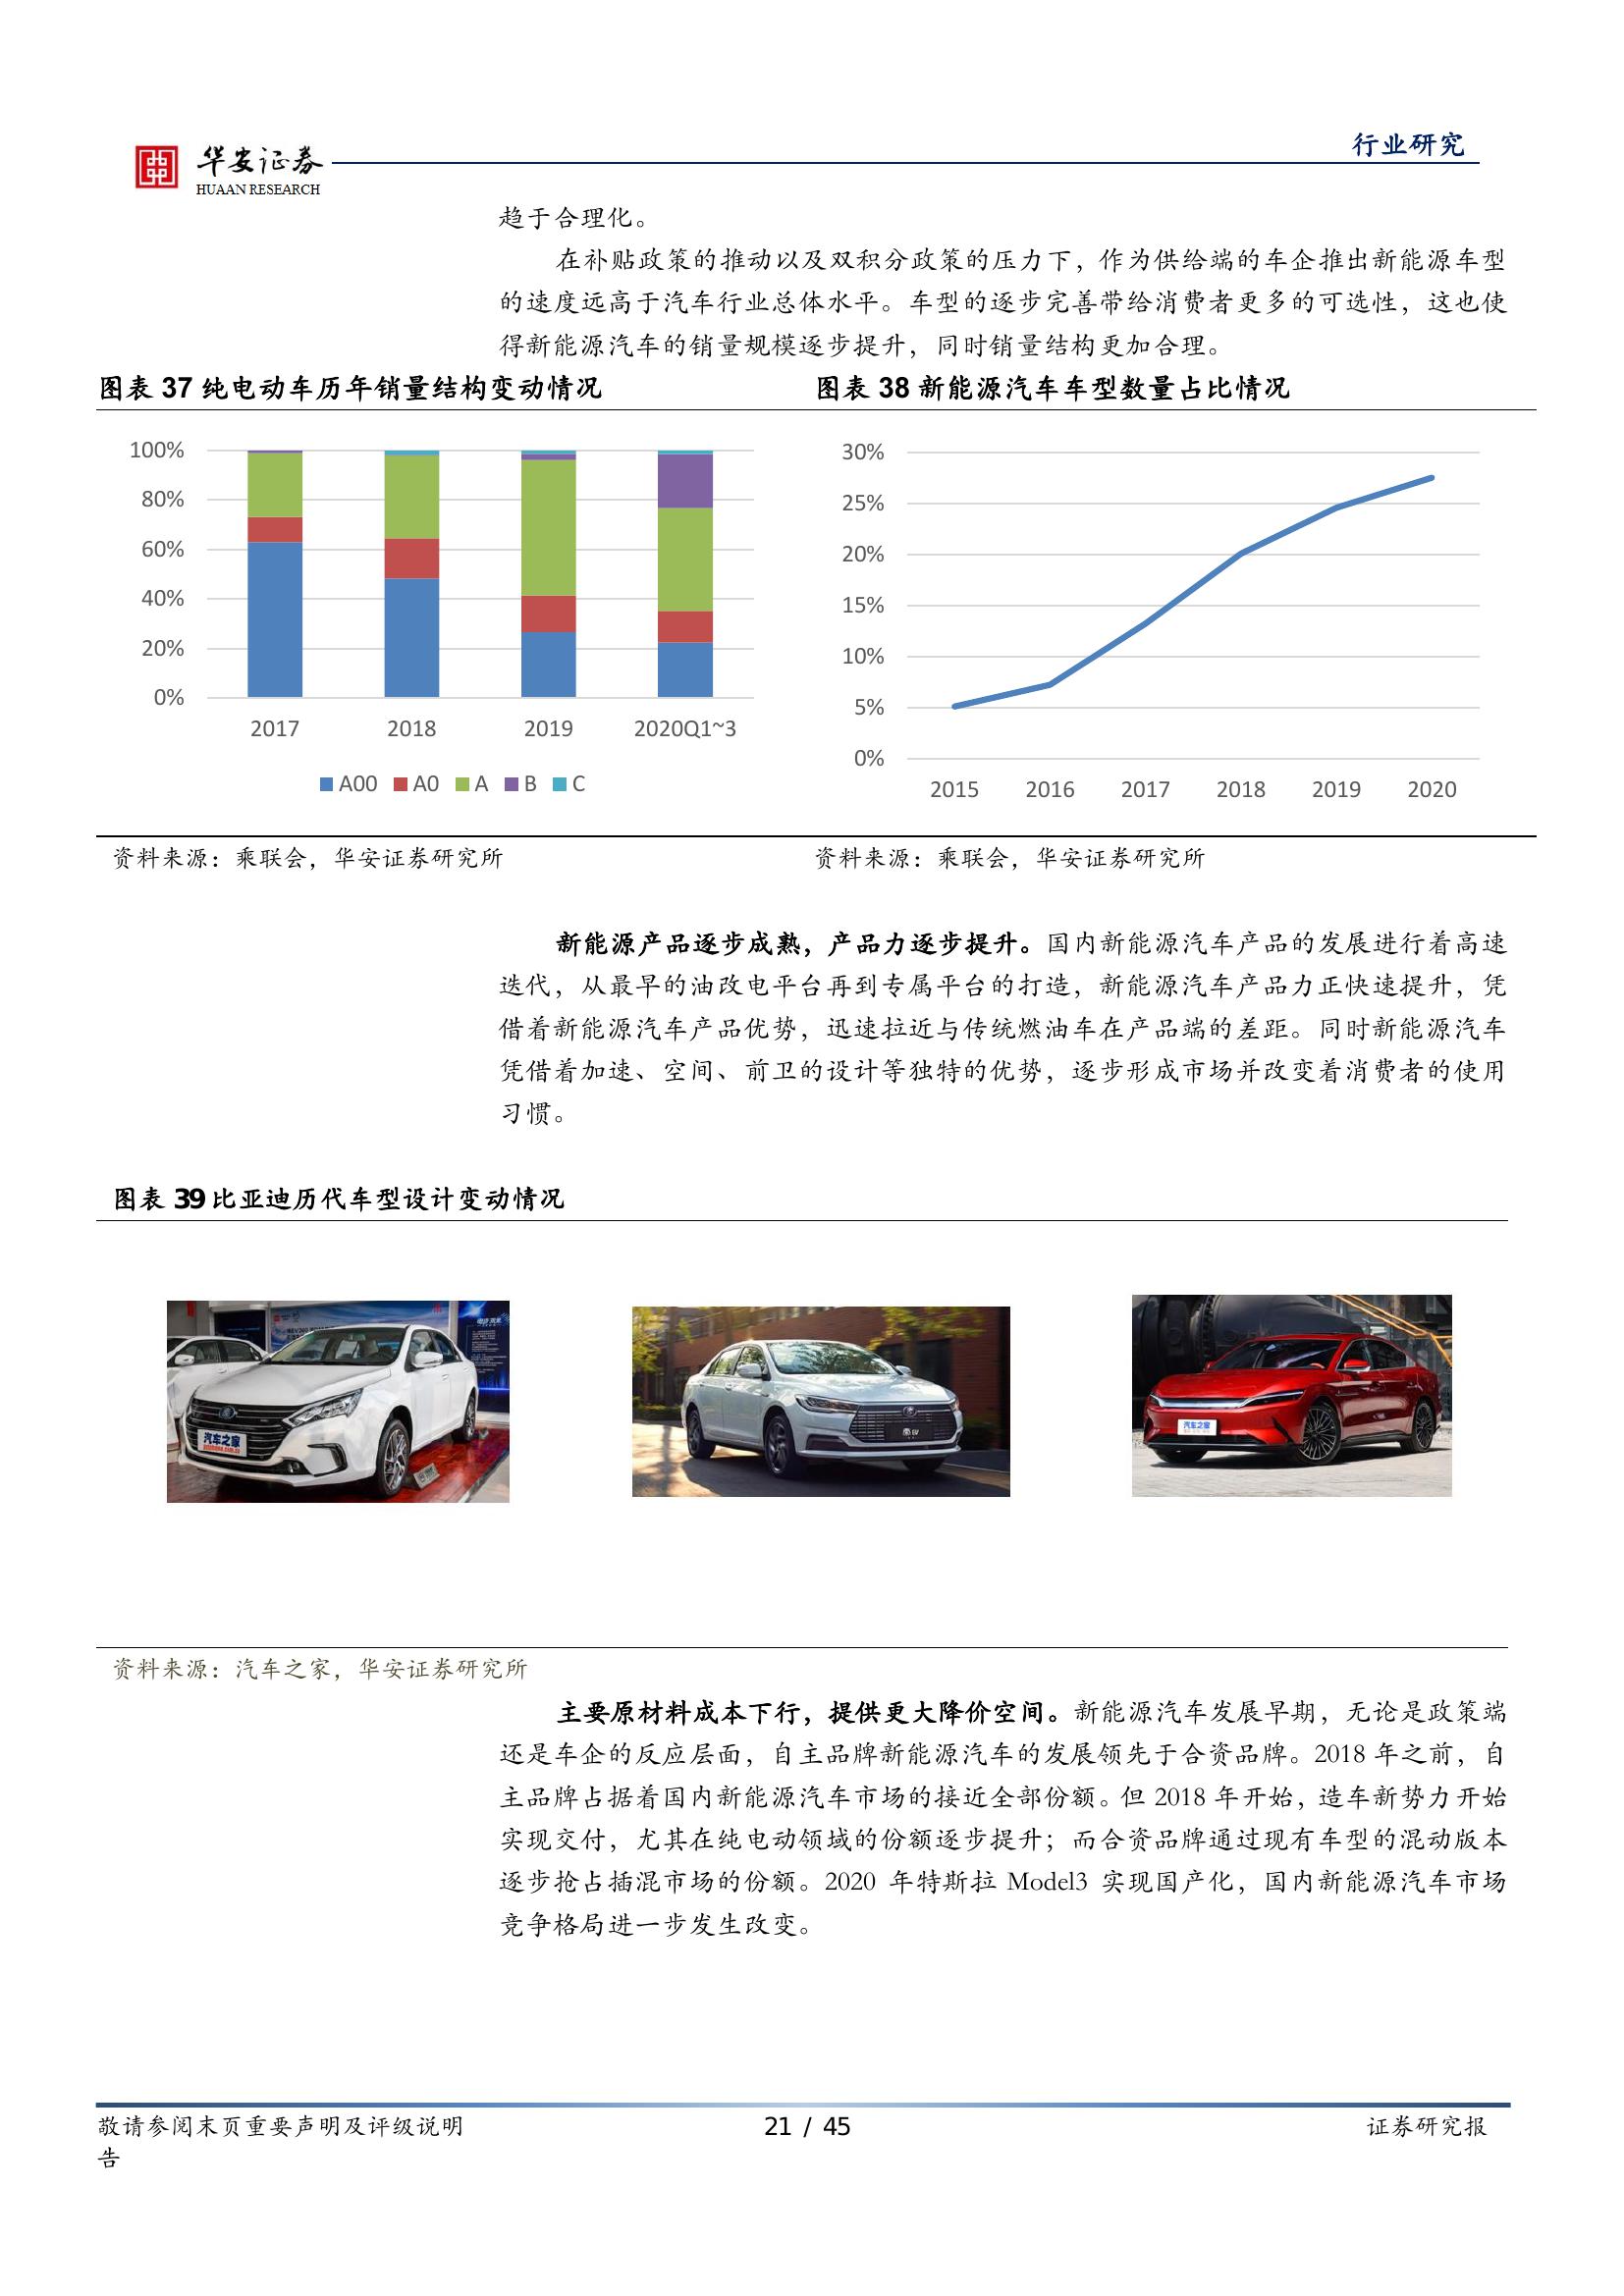 行业研究
华安证券
HUAAN RESEARCH
趋于合理化。
在补贴政策的推动以及双积分政策的压力下，作为供给端的车企推出新能源车型
的速度远高于汽车行业总体水平。车型的逐步完善带给消费者更多的可选性，这也使
得新能源汽车的销量规模逐步提升，同时销量结构更加合理。
图表 37 纯电动车历年销量结构变动情况
100%
80%
60%
40%
20%
0%
2017 2018 2019 2020Q1~3
A00 A0 A B C
资料来源：乘联会，华安证券研究所
图表 38 新能源汽车车型数量占比情况
30%
25%
20%
15%
10%
5%
0%
2015 2016 2017 2018 2019 2020
资料来源：乘联会，华安证券研究所
新能源产品逐步成熟，产品力逐步提升。国内新能源汽车产品的发展进行着高速
迭代，从最早的油改电平台再到专属平台的打造，新能源汽车产品力正快速提升，凭
借着新能源汽车产品优势，迅速拉近与传统燃油车在产品端的差距。同时新能源汽车
凭借着加速、空间、前卫的设计等独特的优势，逐步形成市场并改变着消费者的使用
习惯。
图表 39 比亚迪历代车型设计变动情况
汽车之家
汽车之家
资料来源：汽车之家，华安证券研究所
主要原材料成本下行，提供更大降价空间。新能源汽车发展早期，无论是政策端
还是车企的反应层面，自主品牌新能源汽车的发展领先于合资品牌。2018 年之前，自
主品牌占据着国内新能源汽车市场的接近全部份额。但 2018 年开始，造车新势力开始
实现交付，尤其在纯电动领域的份额逐步提升；而合资品牌通过现有车型的混动版本
逐步抢占插混市场的份额。2020 年特斯拉 Model3 实现国产化，国内新能源汽车市场
竞争格局进一步发生改变。
敬请参阅末页重要声明及评级说明 21 / 45 证券研究报
告